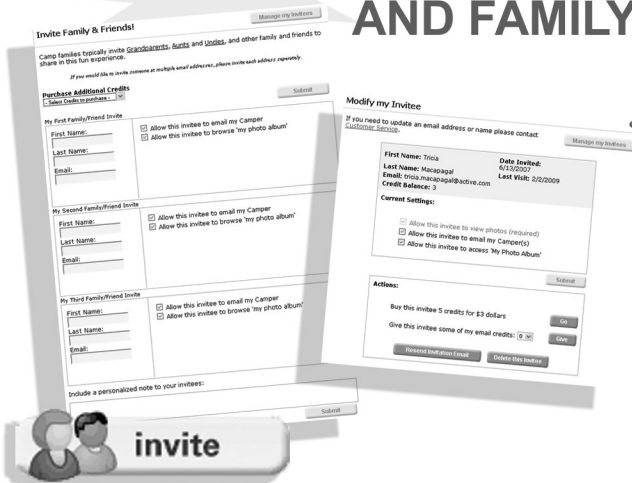 AND FAMILY
Invite Family & Friends!
Manage my Invitees
Camp families typically invite Grandparents, Aunts and Uncles, and other family and friends to
share in this fun experience.
If you would like to invite someone at multiple email addresses, please invite each address separately.
Purchase Additional Credits
- Select Credits to purchase -
Submit
My First Family/Friend Invite
First Name:
Last Name:
Email:
Allow this invitee to email my Camper
Allow this invitee to browse 'my photo album'
My Second Family/Friend Invite
First Name:
Last Name:
Email:
Allow this invitee to email my Camper
Allow this invitee to browse 'my photo album'
My Third Family/Friend Invite
First Name:
Last Name:
Email:
Allow this invitee to email my Camper
Allow this invitee to browse 'my photo album'
Include a personalized note to your invitees:
Submit
invite
Modify my Invitee
If you need to update an email address or name please contact
Customer Service.
Manage my Invitees
First Name: Tricia
Last Name: Macapagal
Email: tricia.macapagal@active.com
Credit Balance: 3
Date Invited:
6/13/2007
Last Visit: 2/2/2009
Current Settings:
Allow this invitee to view photos (required)
Allow this invitee to email my Camper(s)
Allow this invitee to access 'My Photo Album'
Submit
Actions:
Buy this invitee 5 credits for $3 dollars
Go
Give this invitee some of my email credits: 0
Give
Resend Invitation Email
Delete this Invitee